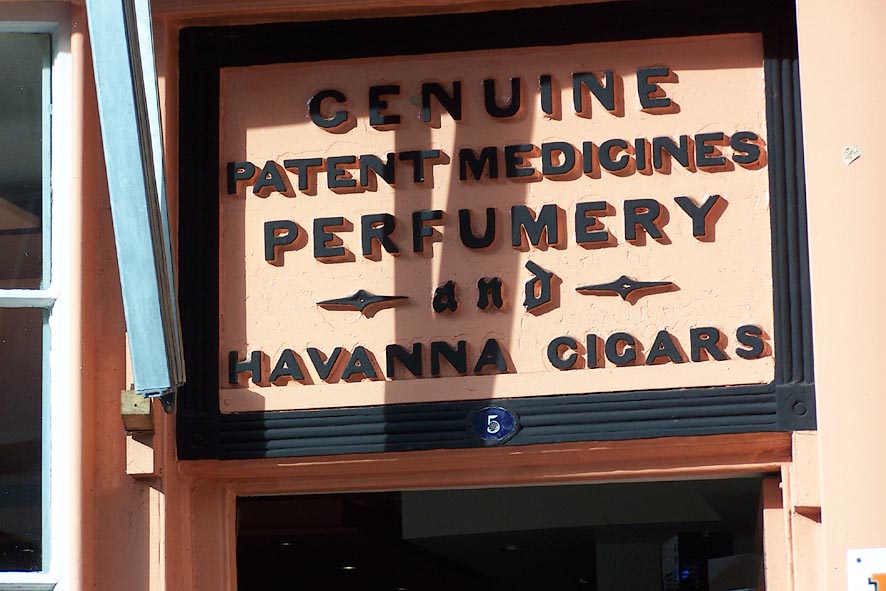 GENUINE
PATENT MEDICINES
PERFUMERY
and
HAVANNA CIGARS
5